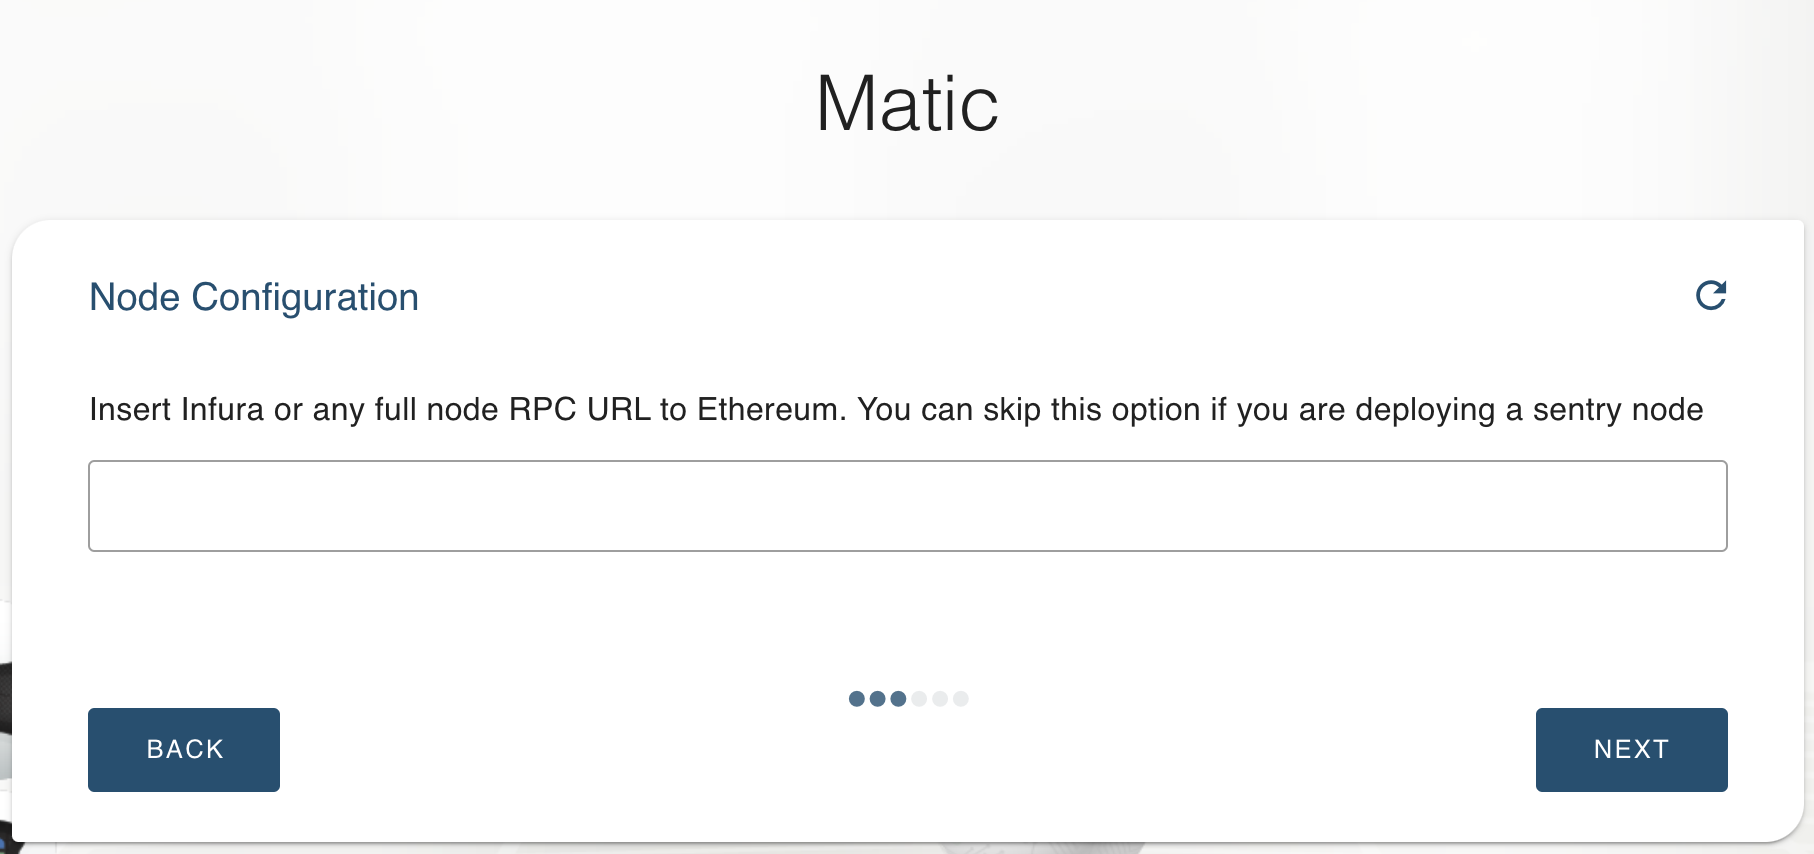 Matic
Node Configuration
Insert Infura or any full node RPC URL to Ethereum. You can skip this option if you are deploying a sentry node
BACK
NEXT